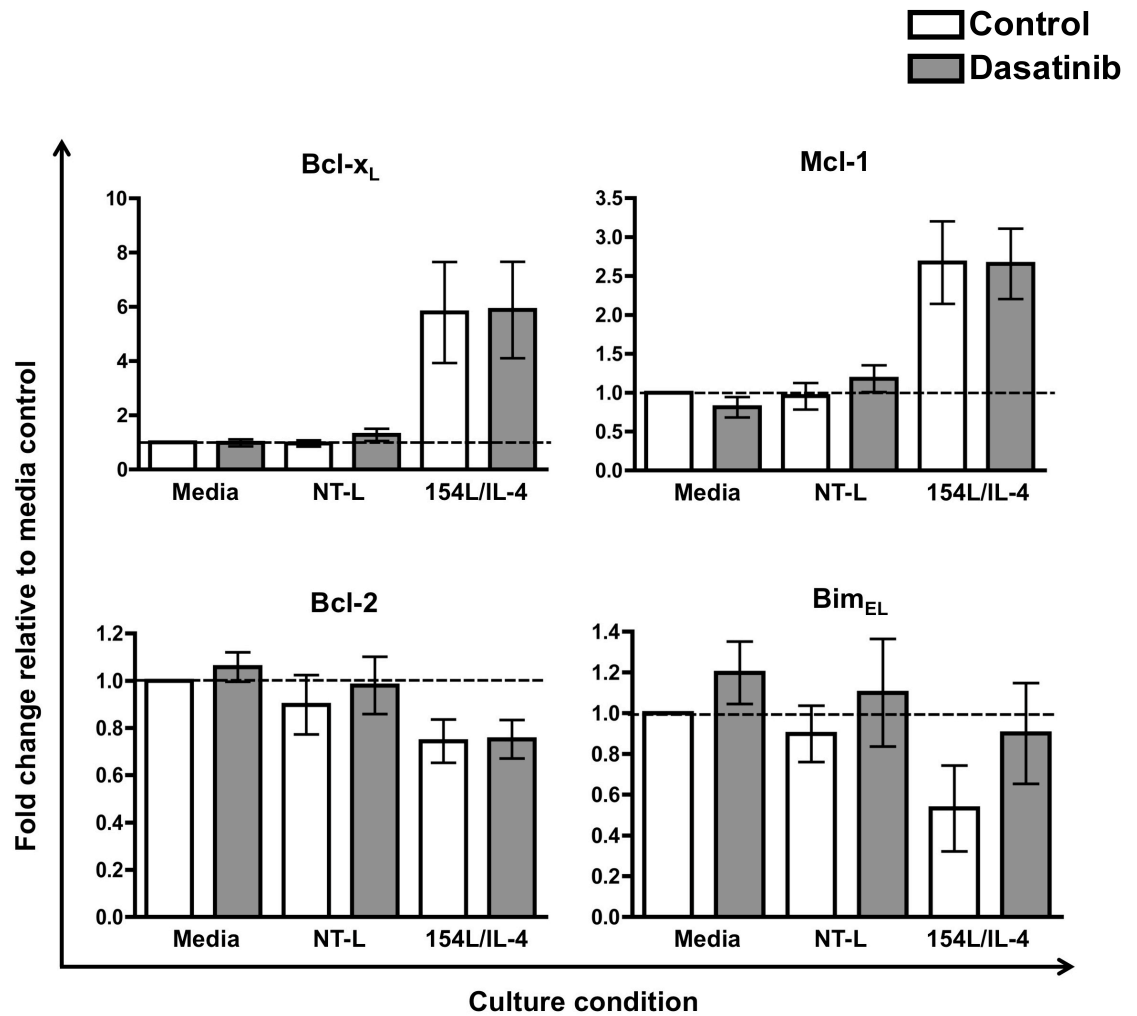 Control
Dasatinib
Fold change relative to media control
Bcl-xL
10
8
6
4
2
0
Media NT-L 154L/IL-4
Mcl-1
3.5
3.0
2.5
2.0
1.5
1.0
0.5
0.0
Media NT-L 154L/IL-4
Bcl-2
1.2
1.0
0.8
0.6
0.4
0.2
0.0
Media NT-L 154L/IL-4
BimEL
1.4
1.2
1.0
0.8
0.6
0.4
0.2
0.0
Media NT-L 154L/IL-4
Culture condition